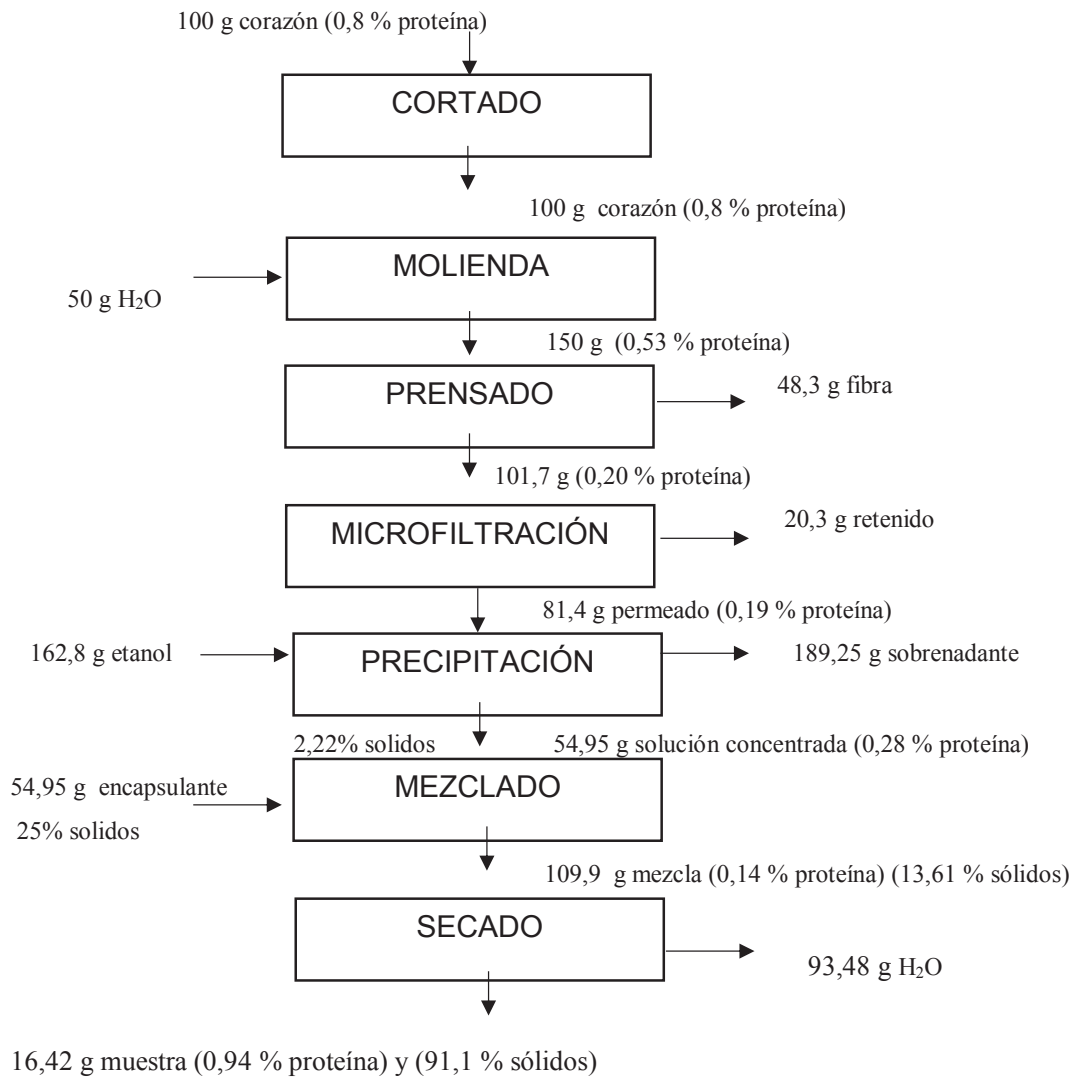 100 g corazón (0,8 % proteína)
CORTADO
100 g corazón (0,8 % proteína)
MOLIENDA
50 g H₂O
150 g (0,53 % proteína)
PRENSADO
48,3 g fibra
101,7 g (0,20 % proteína)
MICROFILTRACIÓN
20,3 g retenido
81,4 g permeado (0,19 % proteína)
162,8 g etanol
PRECIPITACIÓN
189,25 g sobrenadante
2,22% solidos
54,95 g solución concentrada (0,28 % proteína)
54,95 g encapsulante
25% solidos
MEZCLADO
109,9 g mezcla (0,14 % proteína) (13,61 % sólidos)
SECADO
93,48 g H₂O
16,42 g muestra (0,94 % proteína) y (91,1 % sólidos)